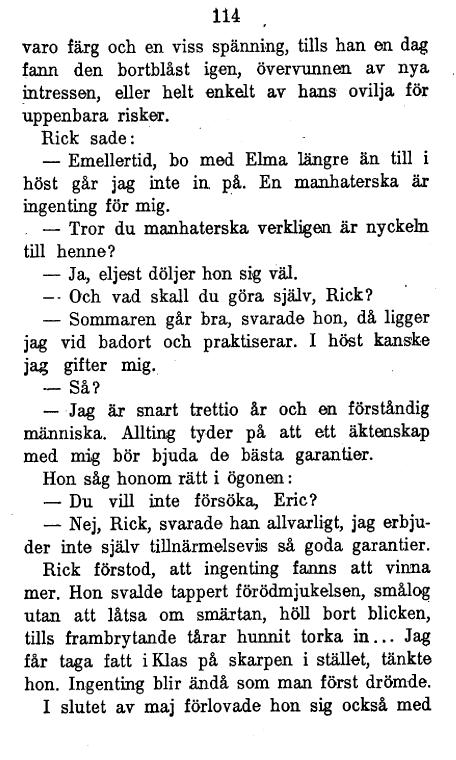 114
varo färg och en viss spänning, tills han en dag
fann den bortblåst igen, övervunnen av nya
intressen, eller helt enkelt av hans ovilja för
uppenbara risker.
Rick sade:
— Emellertid, bo med Elma längre än till i
höst går jag inte in på. En manhaterska är
ingenting för mig.
— Tror du manhaterska verkligen är nyckeln
till henne?
— Ja, eljest döljer hon sig väl.
— Och vad skall du göra själv, Rick?
— Sommaren går bra, svarade hon, då ligger
jag vid badort och praktiserar. I höst kanske
jag gifter mig.
— Så?
— Jag är snart trettio år och en förståndig
människa. Allting tyder på att ett äktenskap
med mig bör bjuda de bästa garantier.
Hon såg honom rätt i ögonen:
— Du vill inte försöka, Eric?
— Nej, Rick, svarade han allvarligt, jag erbju-
der inte själv tillnärmelsevis så goda garantier.
Rick förstod, att ingenting fanns att vinna
mer. Hon svalde tappert förödmjukelsen, smålog
utan att låtsa om smärtan, höll bort blicken,
tills frambrytande tårar hunnit torka in... Jag
får taga fatt i Klas på skarpen i stället, tänkte
hon. Ingenting blir ändå som man först drömde.
I slutet av maj förlovade hon sig också med